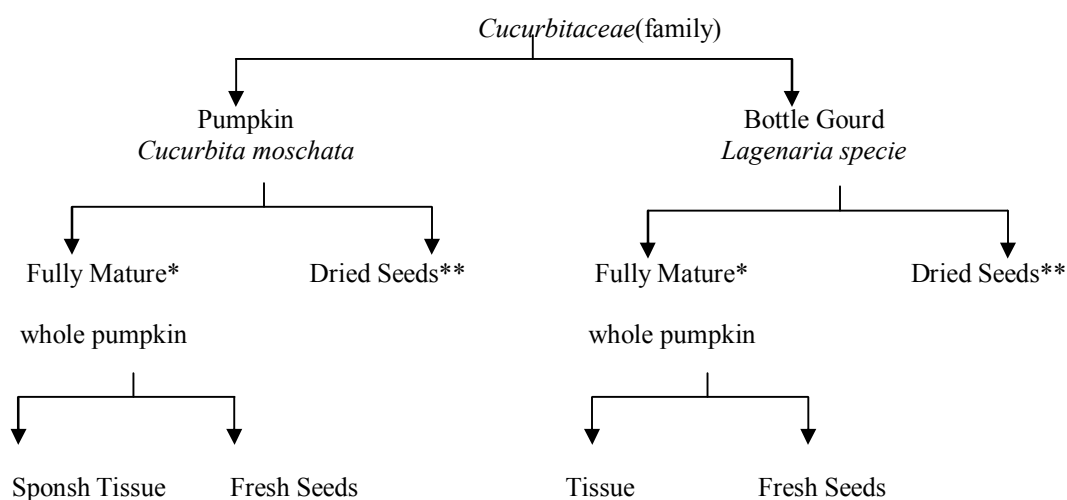 Cucurbitaceae(family)
Pumpkin Bottle Gourd
Cucurbita moschata Lagenaria specie
Fully Mature* Dried Seeds** Fully Mature* Dried Seeds**
whole pumpkin whole pumpkin
Sponsh Tissue Fresh Seeds Tissue Fresh Seeds